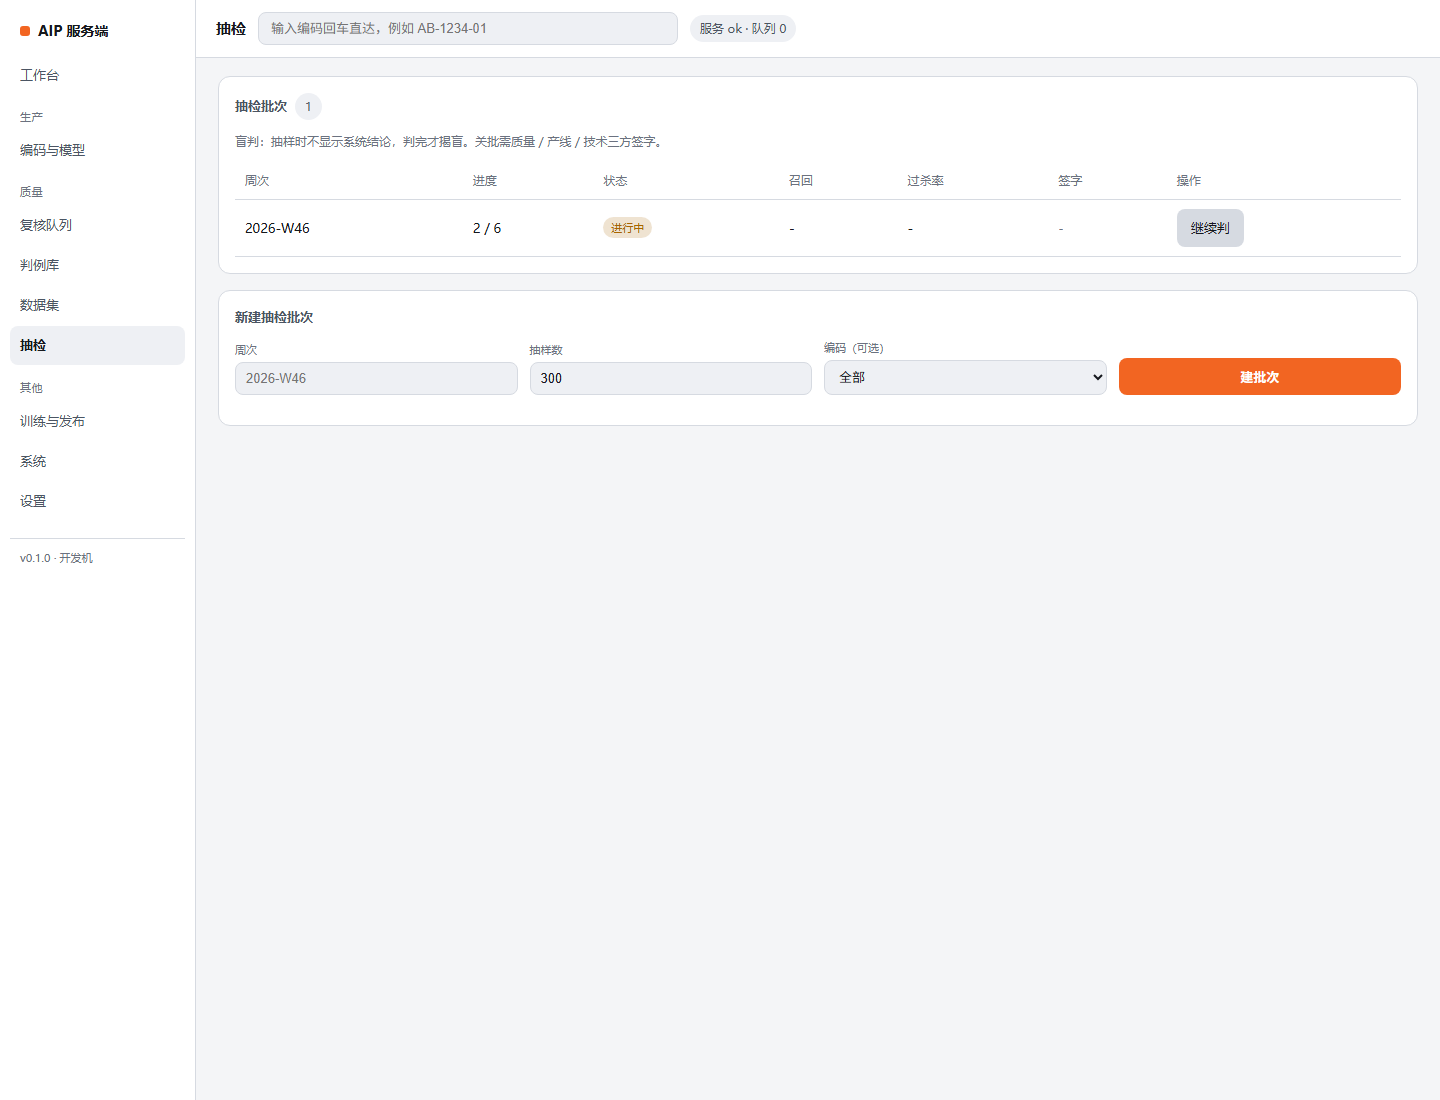 AIP 服务端
工作台
生产
编码与模型
质量
复核队列
判例库
数据集
抽检
其他
训练与发布
系统
设置
v0.1.0 · 开发机
抽检
输入编码回车直达，例如 AB-1234-01
服务 ok · 队列 0
抽检批次 1
盲判：抽样时不显示系统结论，判完才揭盲。关批需质量 / 产线 / 技术三方签字。
周次 进度 状态 召回 过杀率 签字 操作
2026-W46 2 / 6 进行中 - - - 继续判
新建抽检批次
周次 抽样数 编码（可选）
2026-W46 300 全部 建批次